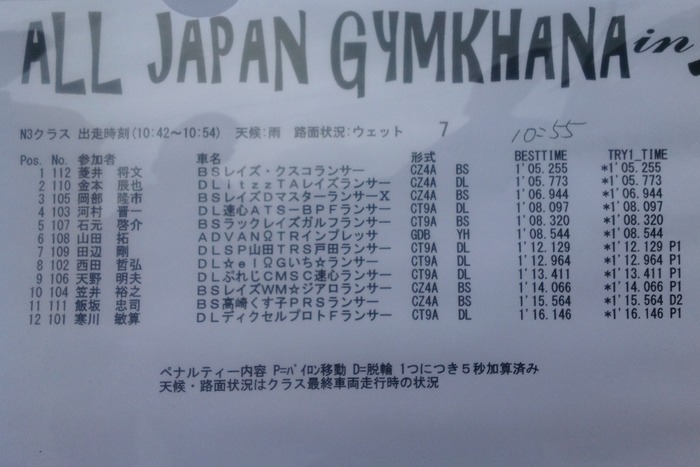 ALL JAPAN GYMKHANA in
N3クラス 出走時刻(10:42～10:54) 天候:雨 路面状況:ウェット 7 10=55
Pos. No. 参加者 車名 形式 BESTTIME TRY1_TIME
1 112 菱井 将文 BSレイズ・クスコランサー CZ4A BS 1'05.255 *1'05.255
2 110 金本 辰也 DLitzzTAレイズランサー CZ4A DL 1'05.773 *1'05.773
3 105 岡部 隆市 BSレイズDマスターランサーX CZ4A BS 1'06.944 *1'06.944
4 103 河村 晋一 DL速心ATS-BPFランサー CT9A DL 1'08.097 *1'08.097
5 107 石元 啓介 BSラックレイズガルフランサー CT9A BS 1'08.320 *1'08.320
6 108 山田 拓 ADVANΩTRインプレッサ GDB YH 1'08.544 *1'08.544
7 109 田辺 剛 DLSP山田TRS戸田ランサー CT9A DL 1'12.129 *1'12.129 P1
8 102 西田 哲弘 DL☆eIΩGいち☆ランサー CT9A DL 1'12.964 *1'12.964 P1
9 106 天野 明夫 DLぷれじCMSC速心ランサー CT9A DL 1'13.411 *1'13.411 P1
10 104 笠井 裕之 BSレイズWM☆ジアロランサー CZ4A BS 1'14.066 *1'14.066 P1
11 111 飯坂 忠司 BS高崎くす子PRSランサー CZ4A BS 1'15.564 *1'15.564 D2
12 101 寒川 敏算 DLディクセルプロトFランサー CT9A DL 1'16.146 *1'16.146 P1
ペナルティー内容 P=ﾊﾟｲﾛﾝ移動 D=脱輪 1つにつき5秒加算済み
天候・路面状況はクラス最終車両走行時の状況